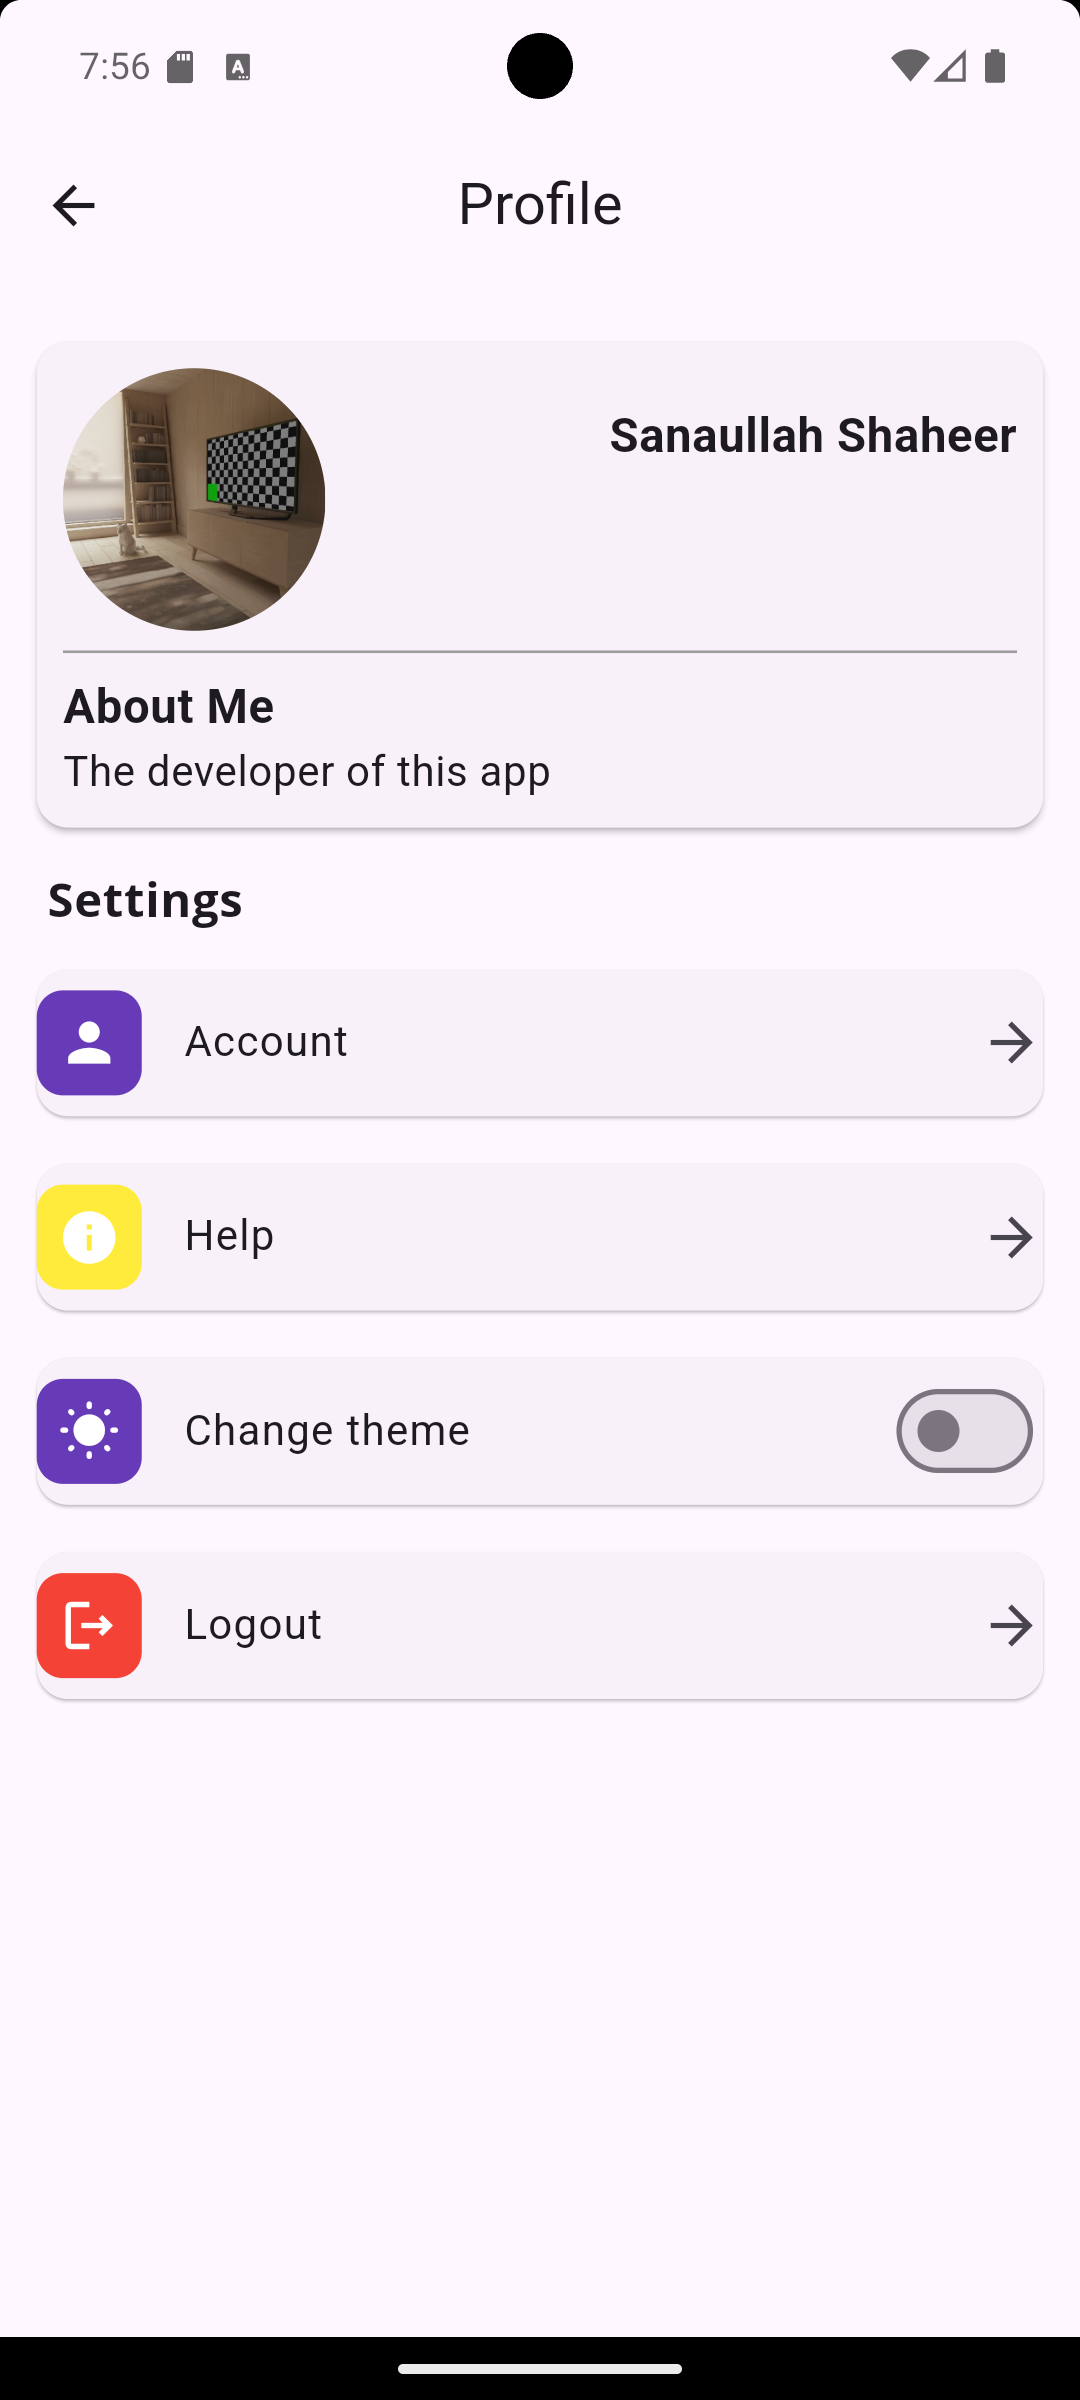 7:56
Profile
Sanaullah Shaheer
About Me
The developer of this app
Settings
Account
Help
Change theme
Logout